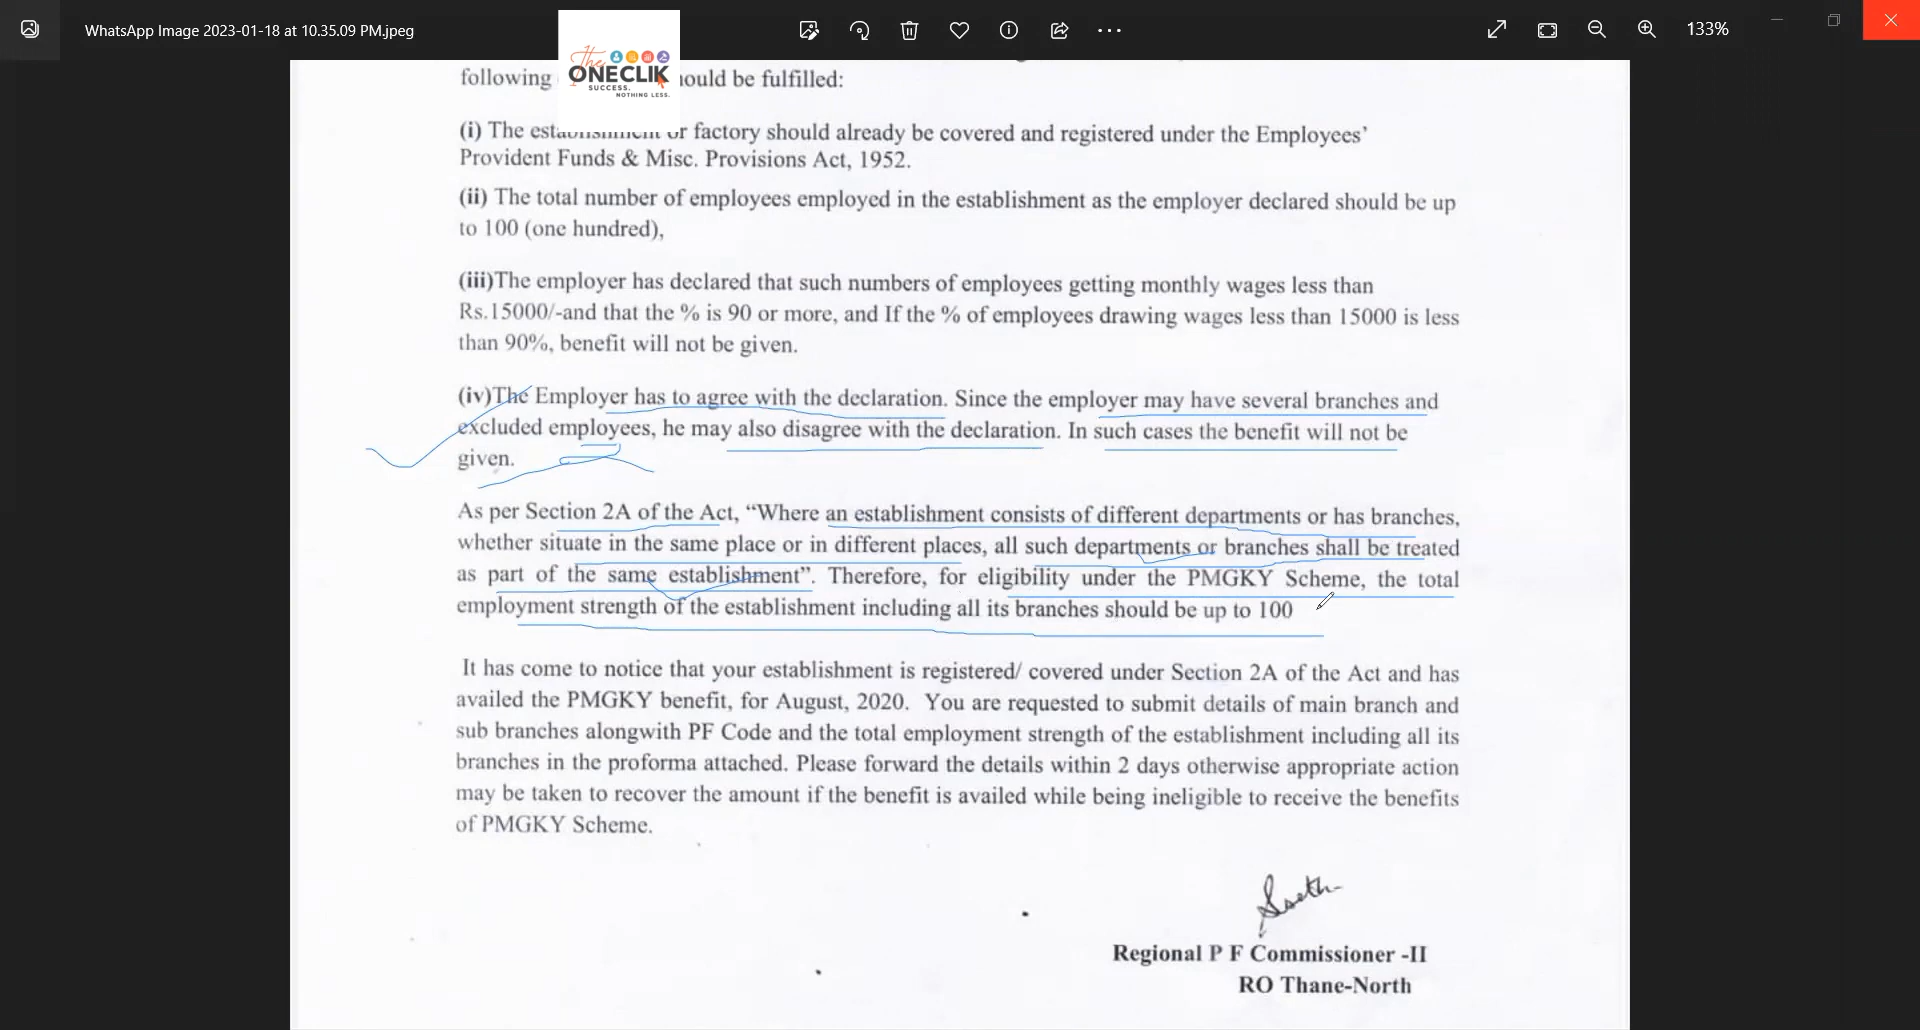 WhatsApp Image 2023-01-18 at 10.35.09 PM.jpeg
133%
The
ONECLIK
SUCCESS.
NOTHING LESS.
following ould be fulfilled:
(i) The establishment or factory should already be covered and registered under the Employees’
Provident Funds & Misc. Provisions Act, 1952.
(ii) The total number of employees employed in the establishment as the employer declared should be up
to 100 (one hundred),
(iii)The employer has declared that such numbers of employees getting monthly wages less than
Rs.15000/-and that the % is 90 or more, and If the % of employees drawing wages less than 15000 is less
than 90%, benefit will not be given.
(iv)The Employer has to agree with the declaration. Since the employer may have several branches and
excluded employees, he may also disagree with the declaration. In such cases the benefit will not be
given.
As per Section 2A of the Act, “Where an establishment consists of different departments or has branches,
whether situate in the same place or in different places, all such departments or branches shall be treated
as part of the same establishment”. Therefore, for eligibility under the PMGKY Scheme, the total
employment strength of the establishment including all its branches should be up to 100
It has come to notice that your establishment is registered/ covered under Section 2A of the Act and has
availed the PMGKY benefit, for August, 2020. You are requested to submit details of main branch and
sub branches alongwith PF Code and the total employment strength of the establishment including all its
branches in the proforma attached. Please forward the details within 2 days otherwise appropriate action
may be taken to recover the amount if the benefit is availed while being ineligible to receive the benefits
of PMGKY Scheme.
Regional P F Commissioner -II
RO Thane-North